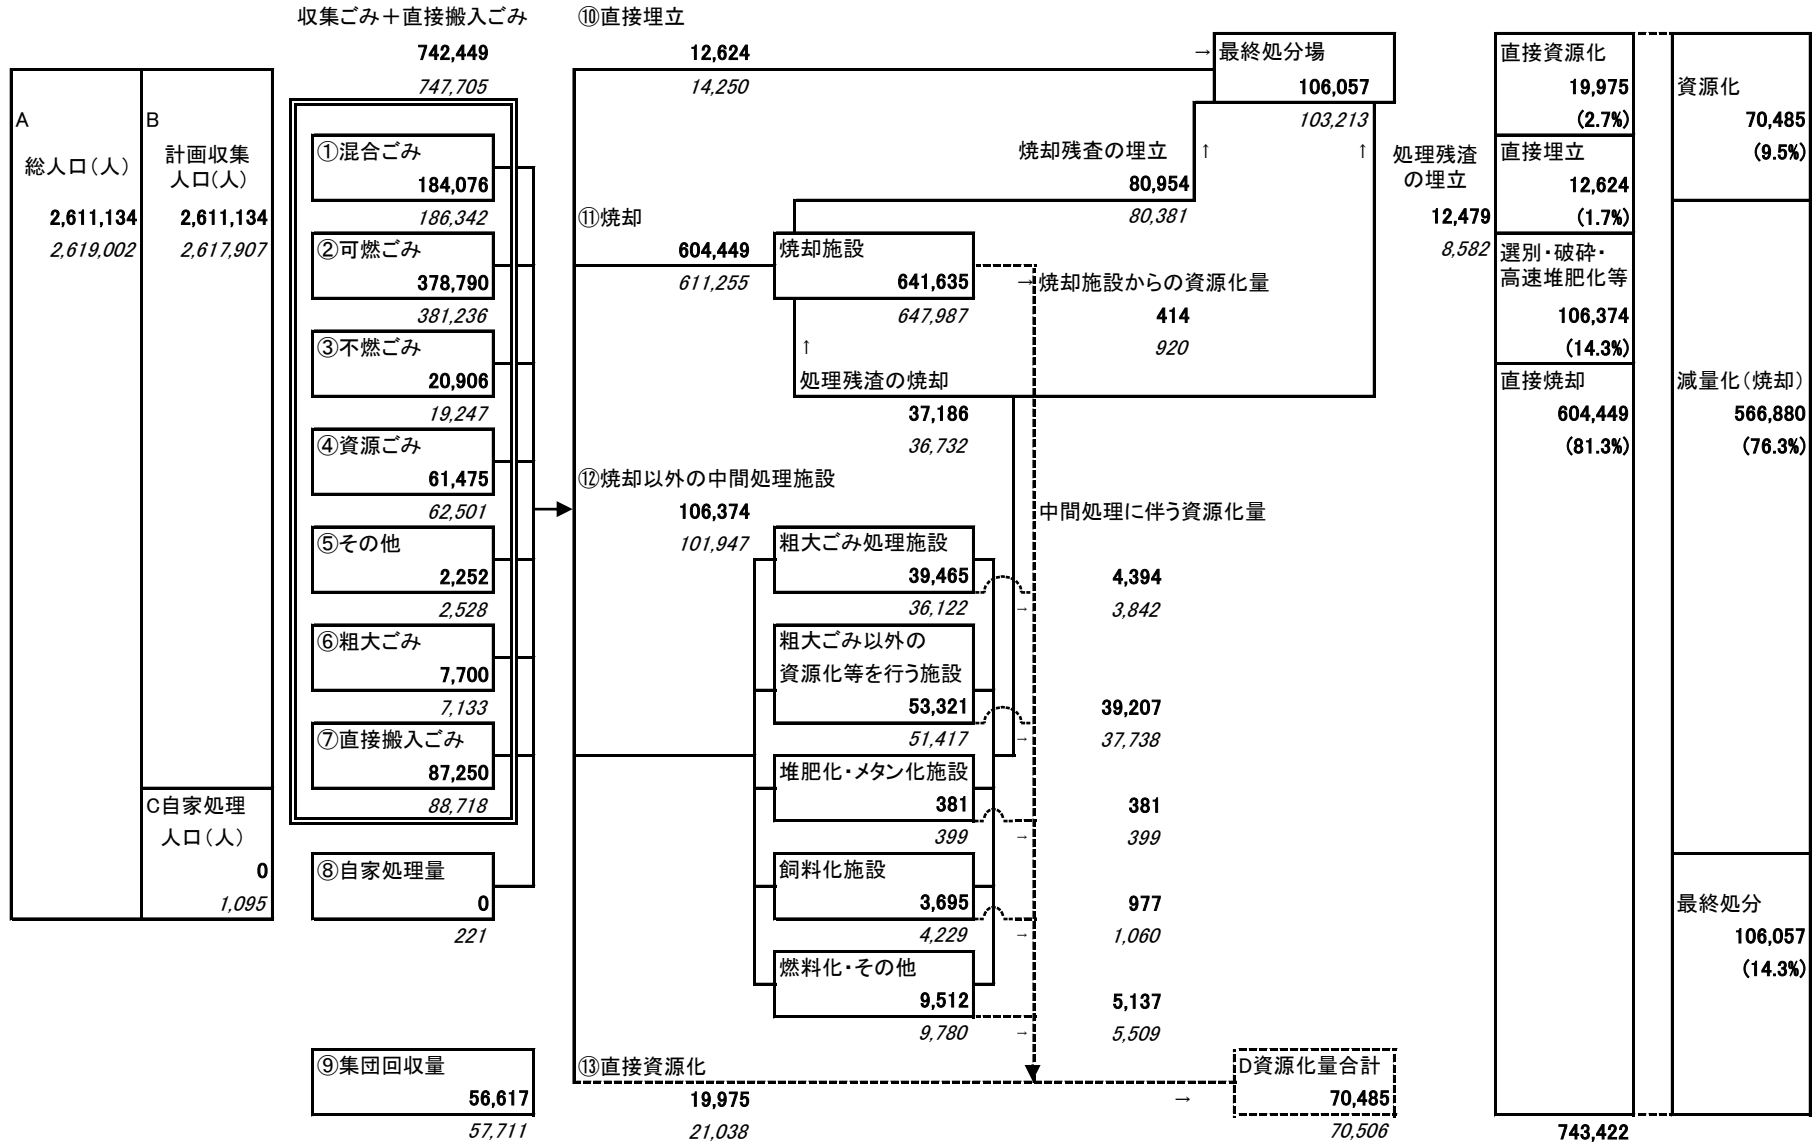 収集ごみ＋直接搬入ごみ
742,449
747,705
A
総人口（人）
2,611,134
2,619,002
B
計画収集
人口(人)
2,611,134
2,617,907
C自家処理
人口（人）
0
1,095
①混合ごみ
184,076
186,342
②可燃ごみ
378,790
381,236
③不燃ごみ
20,906
19,247
④資源ごみ
61,475
62,501
⑤その他
2,252
2,528
⑥粗大ごみ
7,700
7,133
⑦直接搬入ごみ
87,250
88,718
⑧自家処理量
0
221
⑨集団回収量
56,617
57,711
⑩直接埋立
12,624
14,250
→ 最終処分場
106,057
103,213
焼却残査の埋立 ↑
80,954
80,381
↑
処理残渣
の埋立
12,479
8,582
⑪焼却
604,449
611,255
焼却施設
641,635
647,987
→焼却施設からの資源化量
414
920
↑
処理残渣の焼却
37,186
36,732
⑫焼却以外の中間処理施設
106,374
101,947
中間処理に伴う資源化量
粗大ごみ処理施設
39,465
36,122
→
4,394
3,842
粗大ごみ以外の
資源化等を行う施設
53,321
51,417
→
39,207
37,738
堆肥化・メタン化施設
381
399
→
381
399
飼料化施設
3,695
4,229
→
977
1,060
燃料化・その他
9,512
9,780
→
5,137
5,509
⑬直接資源化
19,975
21,038
→
D資源化量合計
70,485
70,506
直接資源化
19,975
(2.7%)
直接埋立
12,624
(1.7%)
選別・破砕・
高速堆肥化等
106,374
(14.3%)
直接焼却
604,449
(81.3%)
743,422
資源化
70,485
(9.5%)
減量化（焼却）
566,880
(76.3%)
最終処分
106,057
(14.3%)